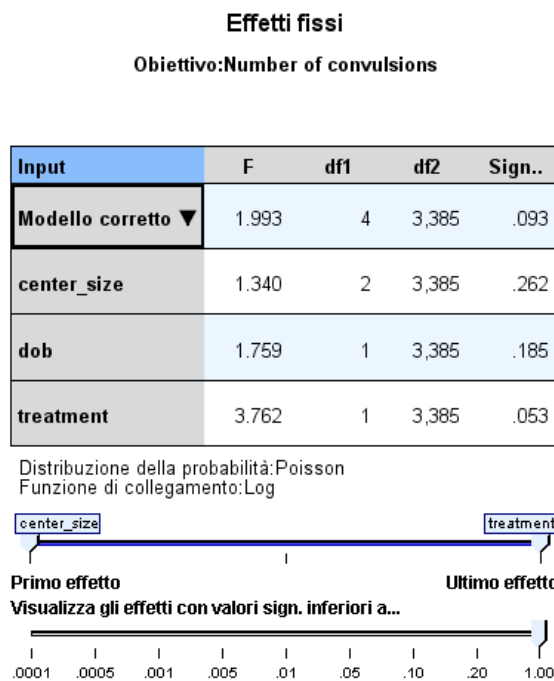 Effetti fissi
Obiettivo:Number of convulsions
Input F df1 df2 Sign..
Modello corretto ▼ 1.993 4 3,385 .093
center_size 1.340 2 3,385 .262
dob 1.759 1 3,385 .185
treatment 3.762 1 3,385 .053
Distribuzione della probabilità:Poisson
Funzione di collegamento:Log
center_size treatment
Primo effetto Ultimo effetto
Visualizza gli effetti con valori sign. inferiori a...
.0001 .0005 .001 .005 .01 .05 .10 .20 1.00